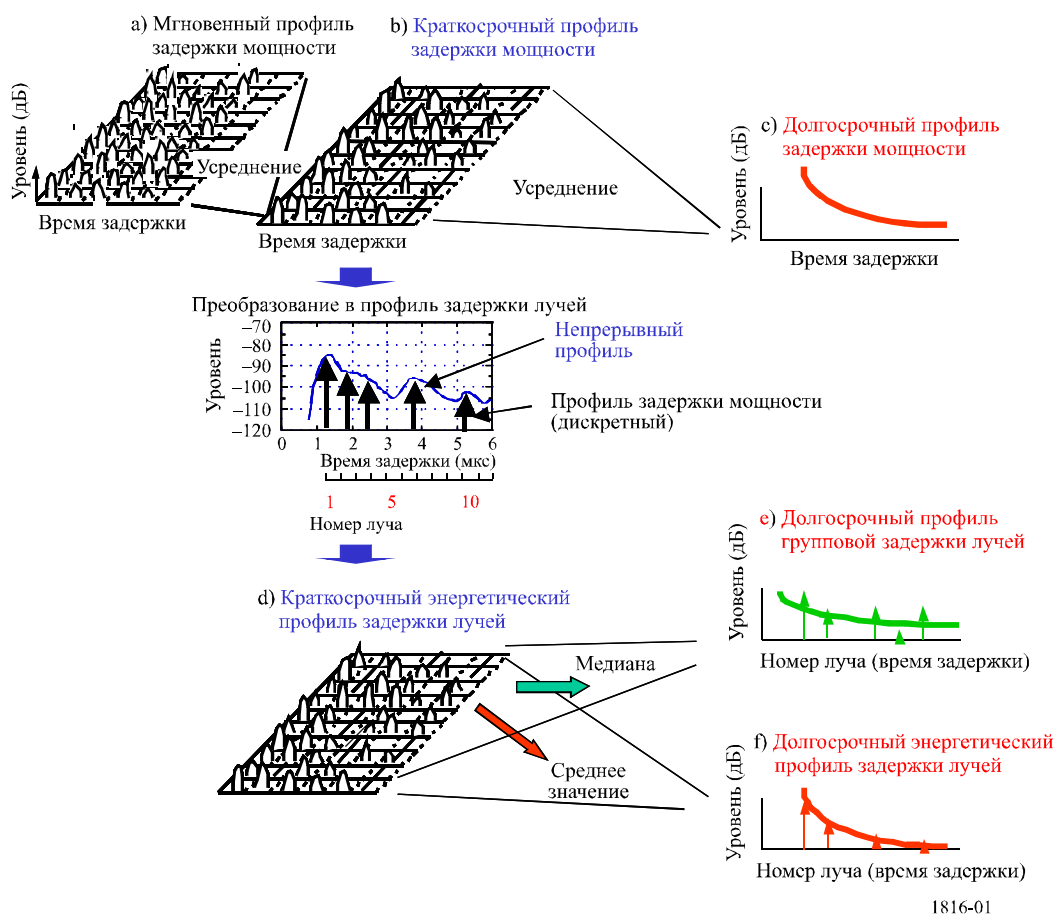 a) Мгновенный профиль
задержки мощности
b) Краткосрочный профиль
задержки мощности
Уровень (дБ)
Усреднение
Время задержки
Усреднение
Время задержки
c) Долгосрочный профиль
задержки мощности
Уровень (дБ)
Время задержки
Преобразование в профиль задержки лучей
Уровень
–70
–80
–90
–100
–110
–120
0 1 2 3 4 5 6
Время задержки (мкс)
Непрерывный
профиль
Профиль задержки мощности
(дискретный)
1 5 10
Номер луча
d) Краткосрочный энергетический
профиль задержки лучей
Медиана
Среднее
значение
e) Долгосрочный профиль
групповой задержки лучей
Уровень (дБ)
Номер луча (время задержки)
f) Долгосрочный энергетический
профиль задержки лучей
Уровень (дБ)
Номер луча (время задержки)
1816-01